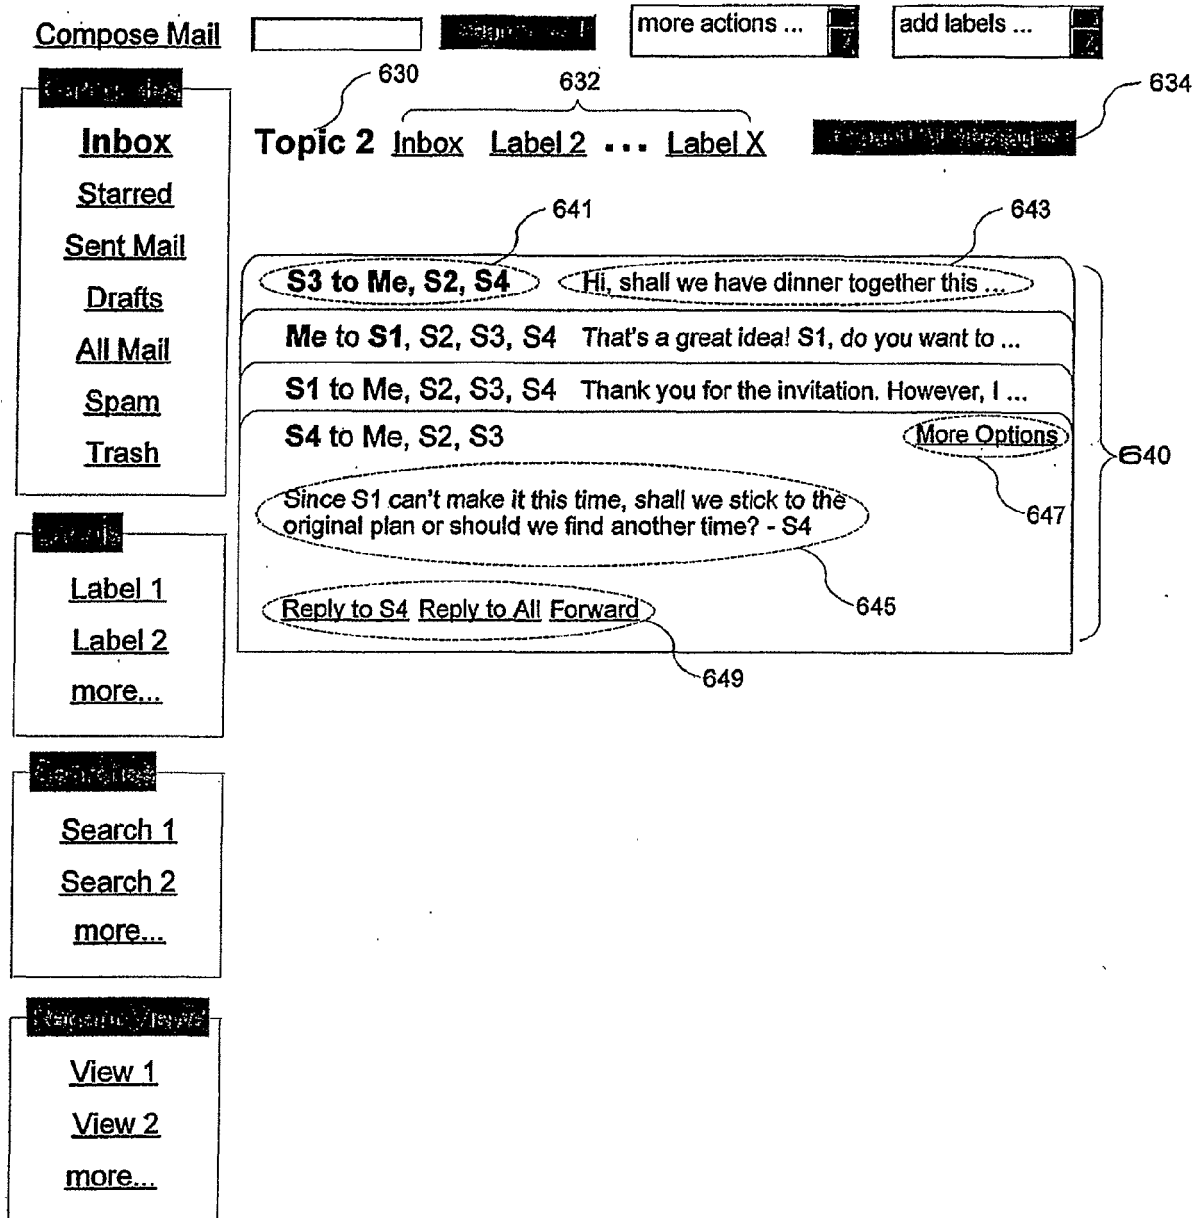 Compose Mail
more actions ...
add labels ...
630
632
634
Inbox
Topic 2 Inbox Label 2 ... Label X
Starred
641
643
Sent Mail
Drafts
All Mail
Spam
Trash
S3 to Me, S2, S4 Hi, shall we have dinner together this ...
Me to S1, S2, S3, S4 That's a great idea! S1, do you want to ...
S1 to Me, S2, S3, S4 Thank you for the invitation. However, I ...
S4 to Me, S2, S3 More Options
640
Since S1 can't make it this time, shall we stick to the
original plan or should we find another time? - S4
647
645
Reply to S4 Reply to All Forward
649
Label 1
Label 2
more...
Searches
Search 1
Search 2
more...
View 1
View 2
more...